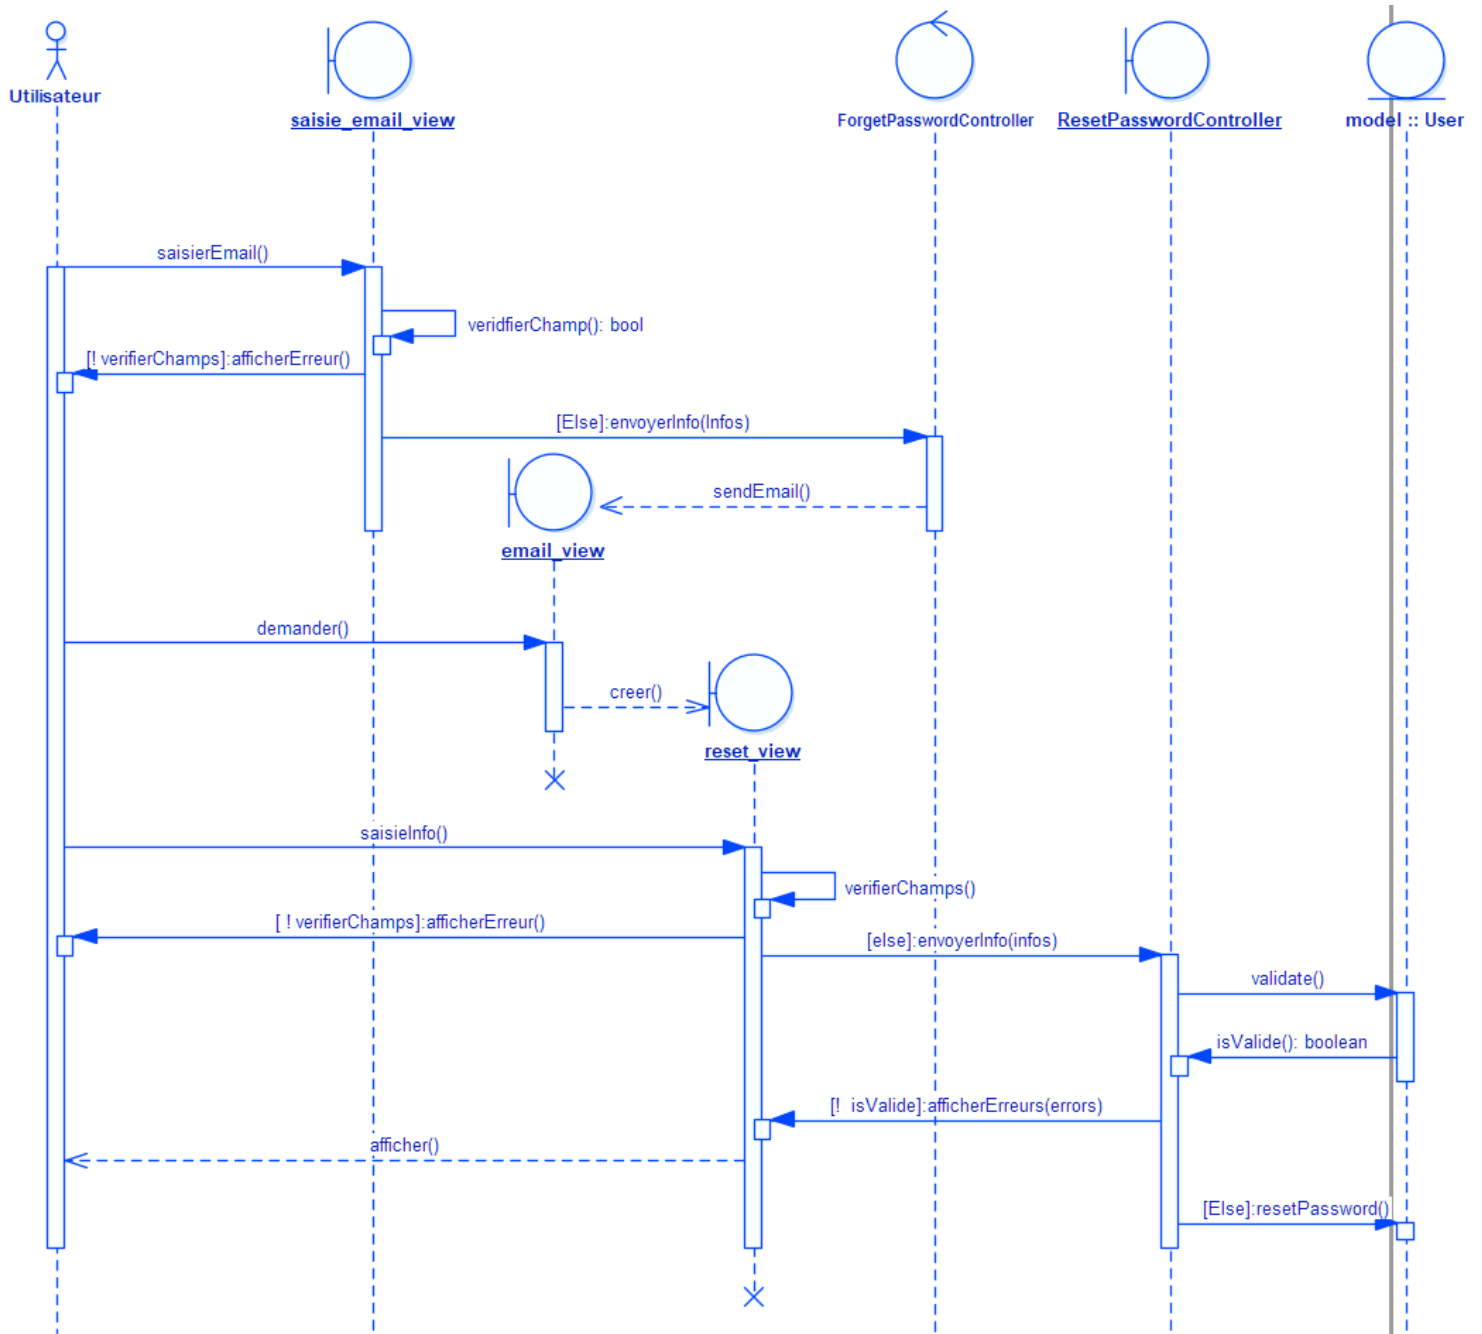 Utilisateur
saisie_email_view
ForgetPasswordController
ResetPasswordController
model :: User
saisierEmail()
veridfierChamp(): bool
[! verifierChamps]:afficherErreur()
[Else]:envoyerInfo(Infos)
sendEmail()
email_view
demander()
creer()
reset_view
saisieInfo()
verifierChamps()
[ ! verifierChamps]:afficherErreur()
[else]:envoyerInfo(infos)
validate()
isValide(): boolean
[! isValide]:afficherErreurs(errors)
afficher()
[Else]:resetPassword()